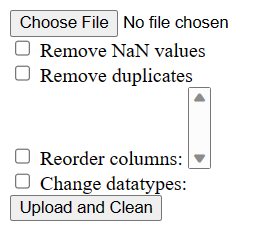 Choose File No file chosen
Remove NaN values
Remove duplicates
Reorder columns:
Change datatypes:
Upload and Clean